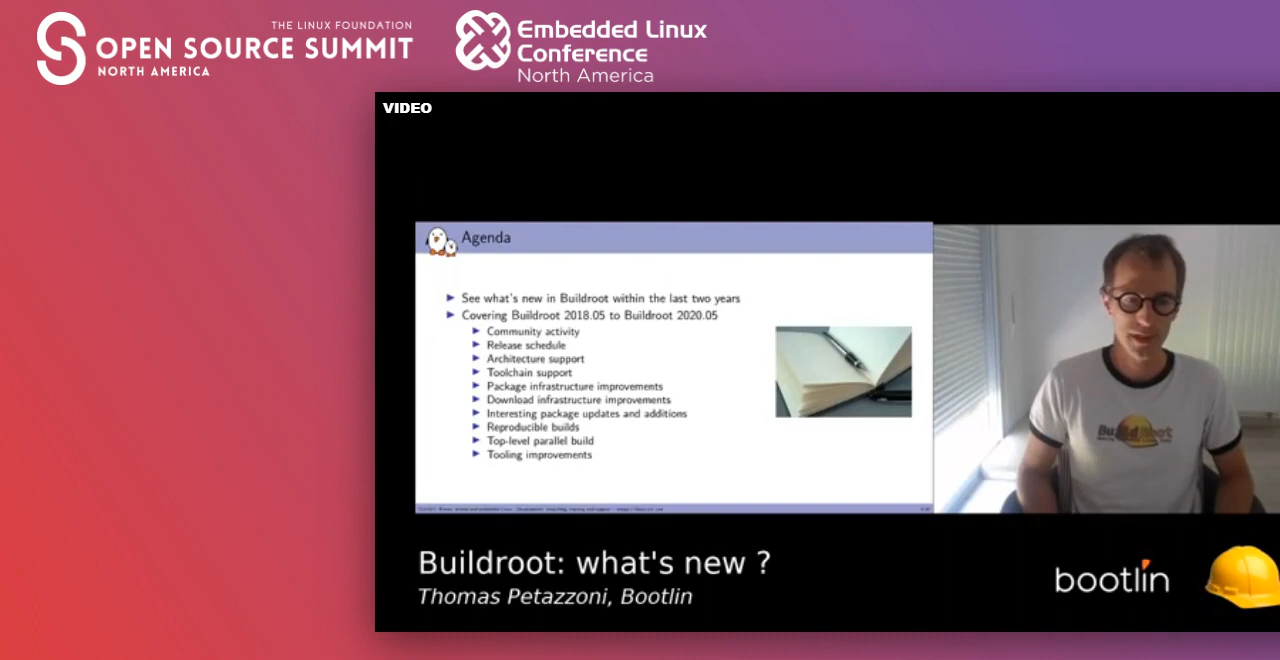 THE LINUX FOUNDATION
OPEN SOURCE SUMMIT
NORTH AMERICA
Embedded Linux
Conference
North America
VIDEO
Agenda
See what's new in Buildroot within the last two years
Covering Buildroot 2018.05 to Buildroot 2020.05
Community activity
Release schedule
Architecture support
Toolchain support
Package infrastructure improvements
Download infrastructure improvements
Interesting package updates and additions
Reproducible builds
Top-level parallel build
Tooling improvements
BuildRoot
Buildroot: what's new ?
Thomas Petazzoni, Bootlin
bootlin